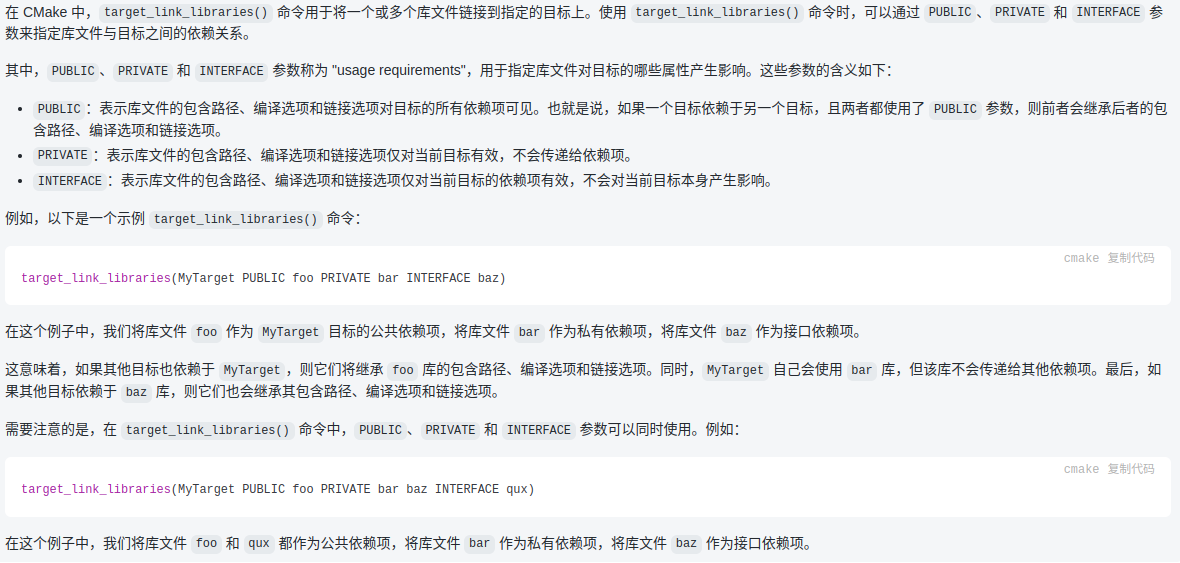 在 CMake 中，target_link_libraries() 命令用于将一个或多个库文件链接到指定的目标上。使用 target_link_libraries() 命令时，可以通过 PUBLIC、PRIVATE 和 INTERFACE 参
数来指定库文件与目标之间的依赖关系。
其中，PUBLIC、PRIVATE 和 INTERFACE 参数称为 "usage requirements"，用于指定库文件对目标的哪些属性产生影响。这些参数的含义如下：
• PUBLIC：表示库文件的包含路径、编译选项和链接选项对目标的所有依赖项可见。也就是说，如果一个目标依赖于另一个目标，且两者都使用了 PUBLIC 参数，则前者会继承后者的包
含路径、编译选项和链接选项。
• PRIVATE：表示库文件的包含路径、编译选项和链接选项仅对当前目标有效，不会传递给依赖项。
• INTERFACE：表示库文件的包含路径、编译选项和链接选项仅对当前目标的依赖项有效，不会对当前目标本身产生影响。
例如，以下是一个示例 target_link_libraries() 命令：
cmake 复制代码
target_link_libraries(MyTarget PUBLIC foo PRIVATE bar INTERFACE baz)
在这个例子中，我们将库文件 foo 作为 MyTarget 目标的公共依赖项，将库文件 bar 作为私有依赖项，将库文件 baz 作为接口依赖项。
这意味着，如果其他目标也依赖于 MyTarget，则它们将继承 foo 库的包含路径、编译选项和链接选项。同时，MyTarget 自己会使用 bar 库，但该库不会传递给其他依赖项。最后，如
果其他目标依赖于 baz 库，则它们也会继承其包含路径、编译选项和链接选项。
需要注意的是，在 target_link_libraries() 命令中，PUBLIC、PRIVATE 和 INTERFACE 参数可以同时使用。例如：
cmake 复制代码
target_link_libraries(MyTarget PUBLIC foo PRIVATE bar baz INTERFACE qux)
在这个例子中，我们将库文件 foo 和 qux 都作为公共依赖项，将库文件 bar 作为私有依赖项，将库文件 baz 作为接口依赖项。